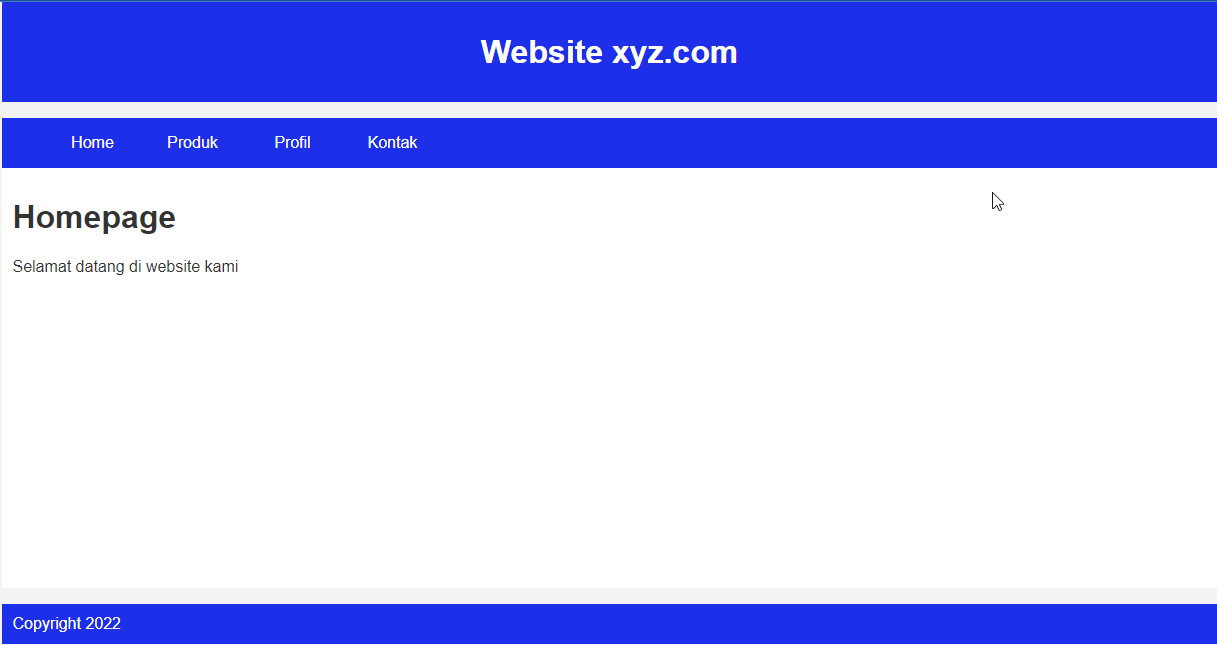 Website xyz.com
Home Produk Profil Kontak
Homepage
Selamat datang di website kami
Copyright 2022